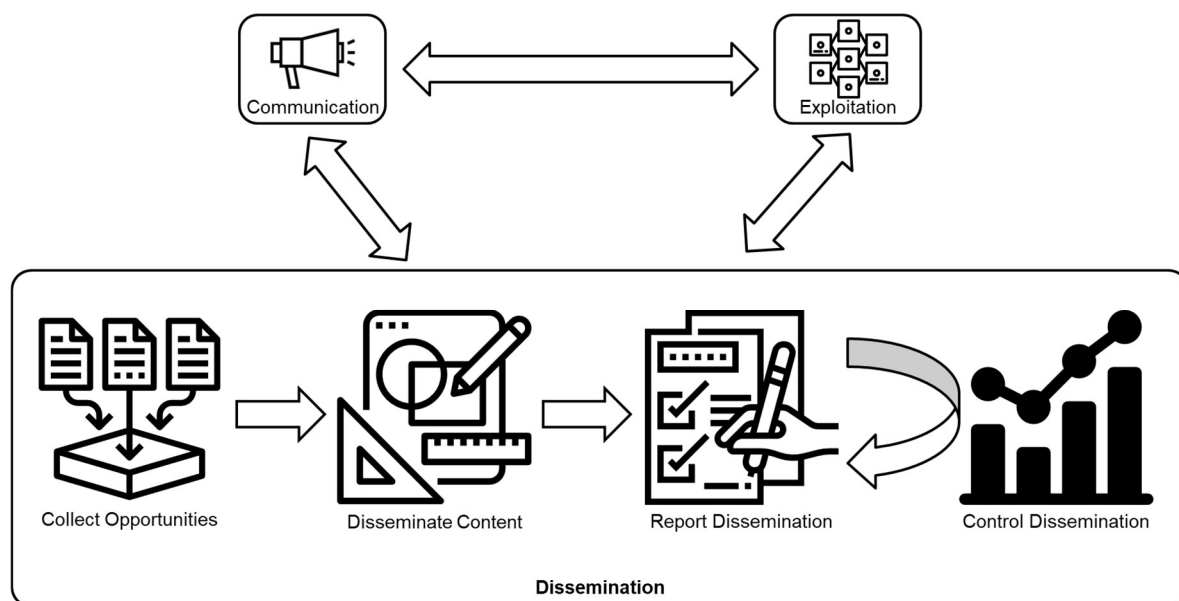 Communication
Exploitation
Collect Opportunities
Disseminate Content
Report Dissemination
Control Dissemination
Dissemination